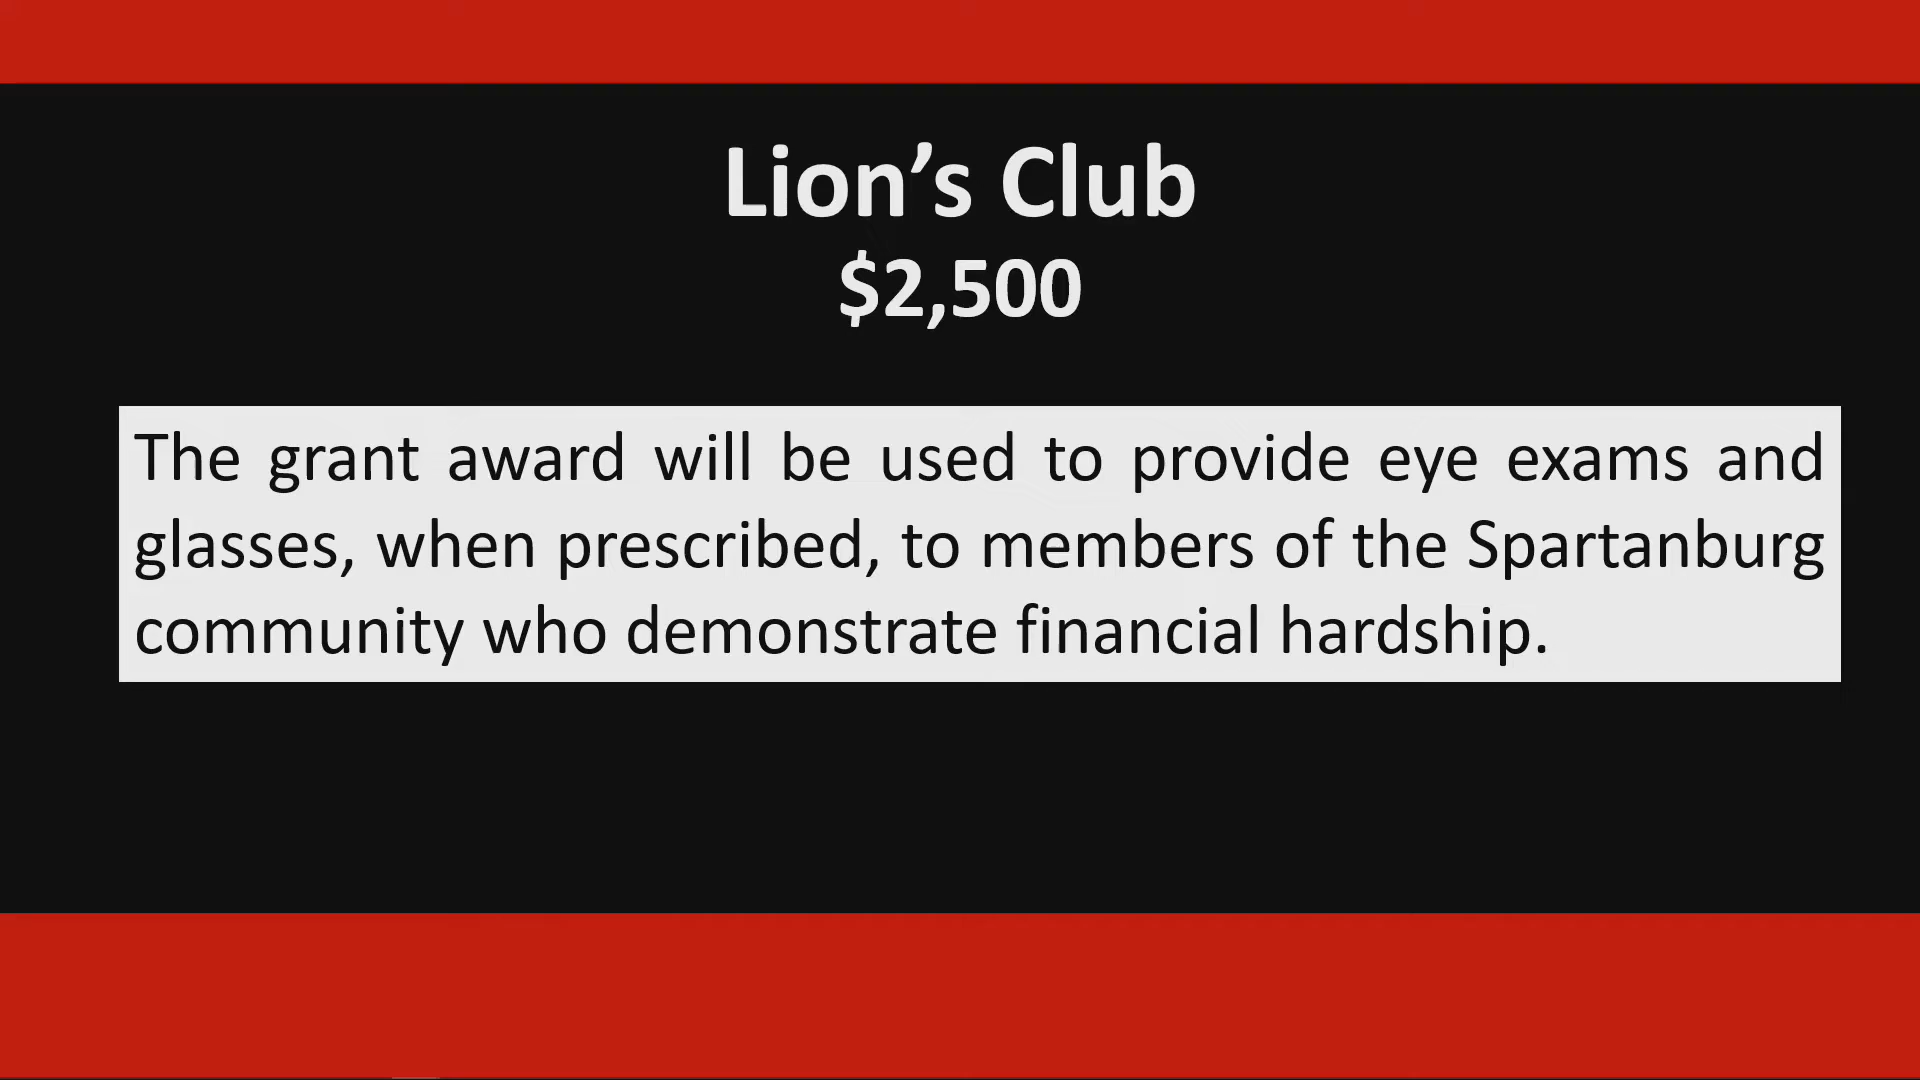 Lion’s Club
$2,500
The grant award will be used to provide eye exams and
glasses, when prescribed, to members of the Spartanburg
community who demonstrate financial hardship.